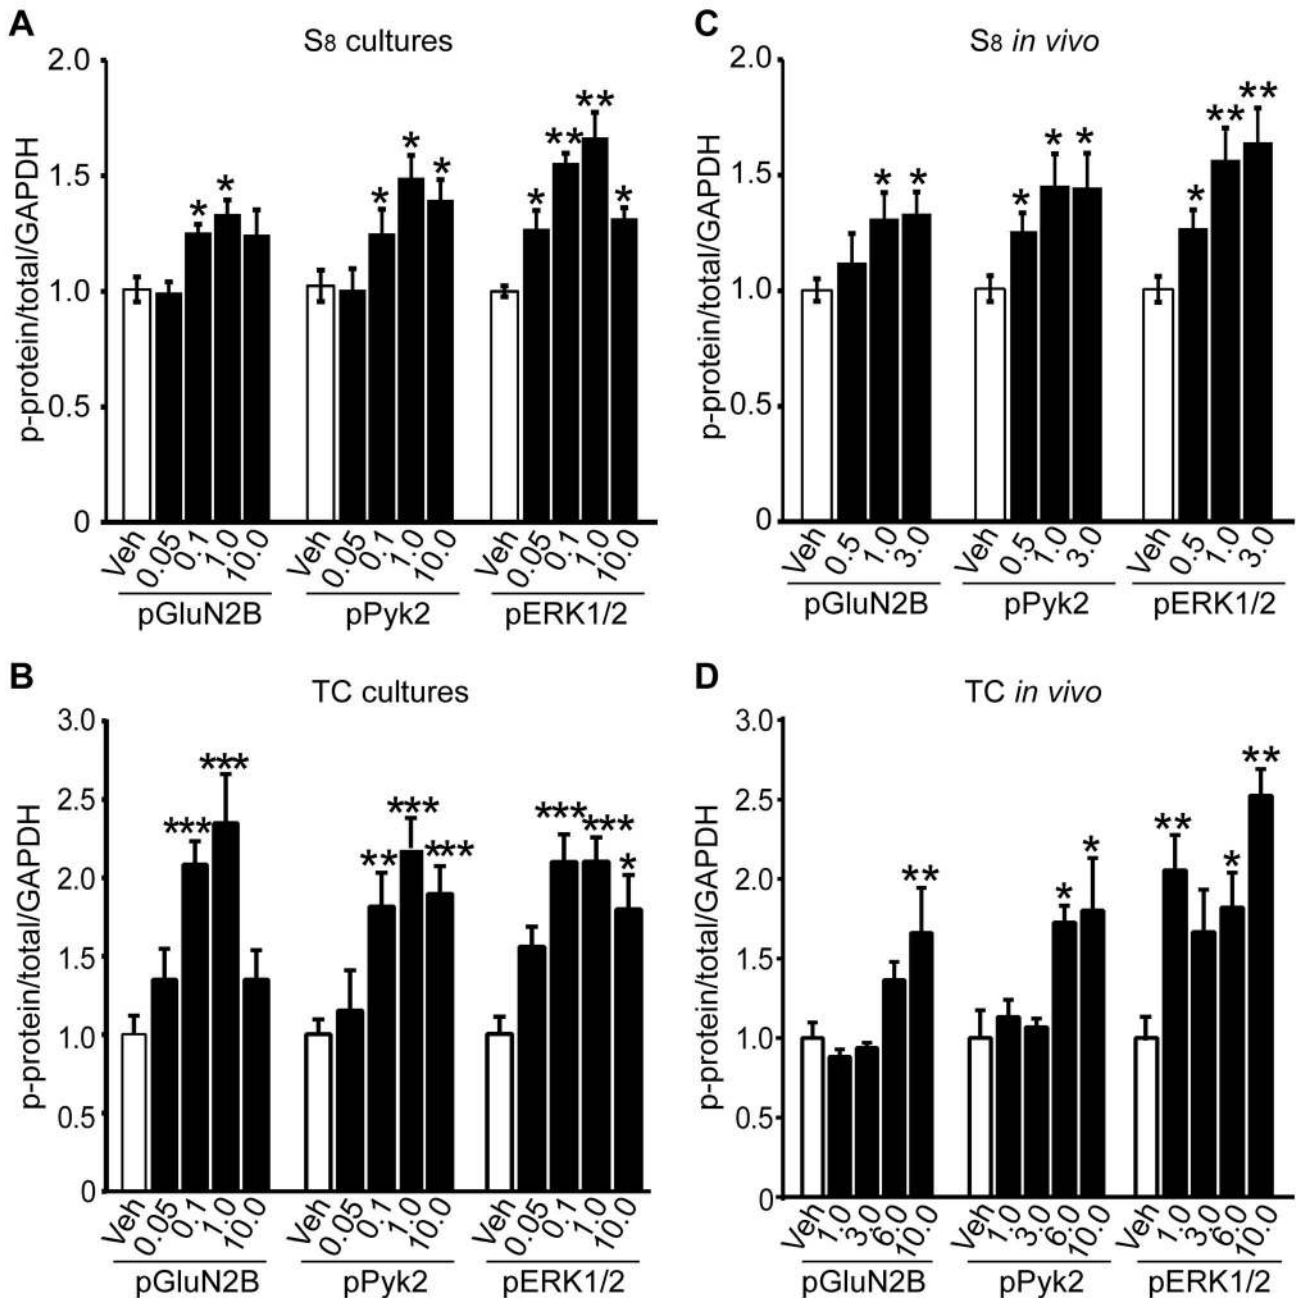 A
S8 cultures
p-protein/total/GAPDH
2.0
1.5
1.0
0.5
0
* * * * * * ** ** *
Veh 0.05 0.1 1.0 10.0 Veh 0.05 0.1 1.0 10.0 Veh 0.05 0.1 1.0 10.0
pGluN2B pPyk2 pERK1/2
C
S8 in vivo
p-protein/total/GAPDH
2.0
1.5
1.0
0.5
0
* * * * * * ** **
Veh 0.5 1.0 3.0 Veh 0.5 1.0 3.0 Veh 0.5 1.0 3.0
pGluN2B pPyk2 pERK1/2
B
TC cultures
p-protein/total/GAPDH
3.0
2.5
2.0
1.5
1.0
0.5
0
*** *** ** *** *** *** *** *
Veh 0.05 0.1 1.0 10.0 Veh 0.05 0.1 1.0 10.0 Veh 0.05 0.1 1.0 10.0
pGluN2B pPyk2 pERK1/2
D
TC in vivo
p-protein/total/GAPDH
3.0
2.5
2.0
1.5
1.0
0.5
0
** * * ** * **
Veh 1.0 3.0 6.0 10.0 Veh 1.0 3.0 6.0 10.0 Veh 1.0 3.0 6.0 10.0
pGluN2B pPyk2 pERK1/2